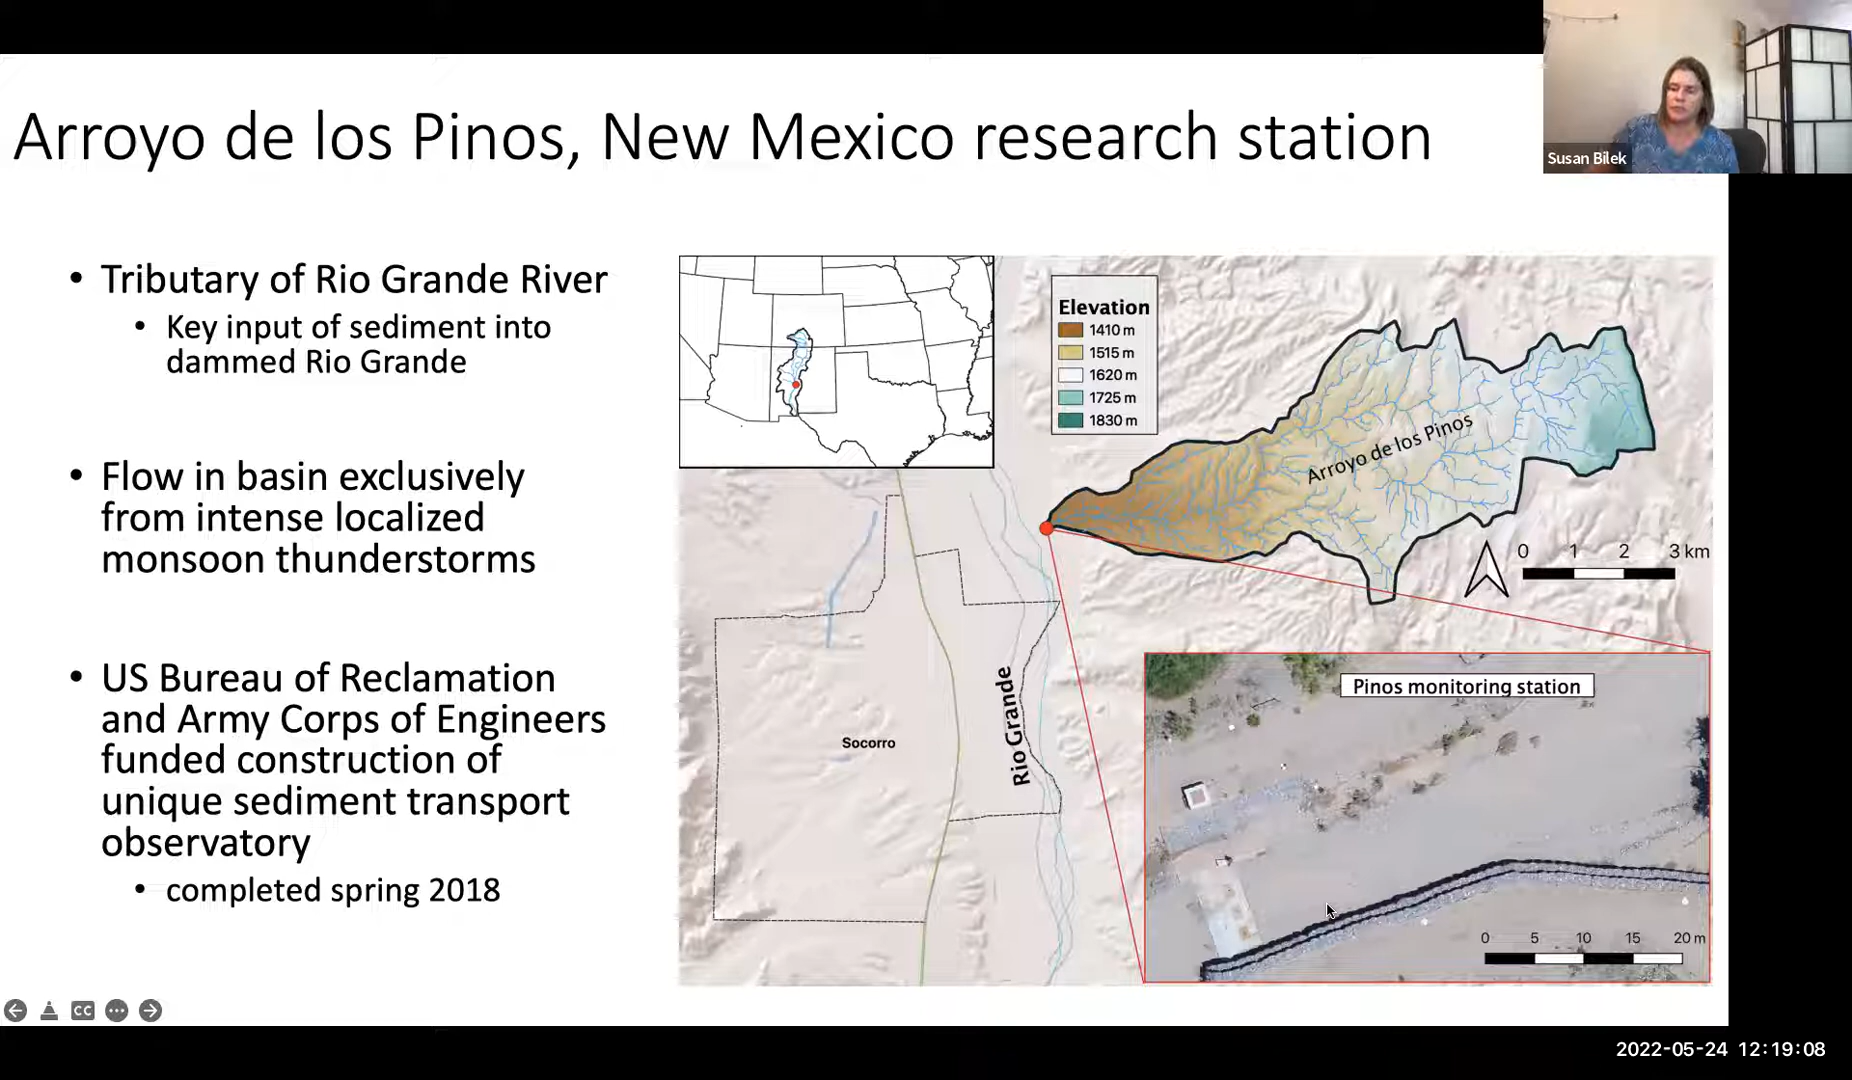 Susan Bilek
Arroyo de los Pinos, New Mexico research station
• Tributary of Rio Grande River
• Key input of sediment into
dammed Rio Grande
• Flow in basin exclusively
from intense localized
monsoon thunderstorms
• US Bureau of Reclamation
and Army Corps of Engineers
funded construction of
unique sediment transport
observatory
• completed spring 2018
Elevation
1410 m
1515 m
1620 m
1725 m
1830 m
Arroyo de los Pinos
0 1 2 3 km
Socorro
Rio Grande
Pinos monitoring station
0 5 10 15 20 m
CC
2022-05-24 12:19:08